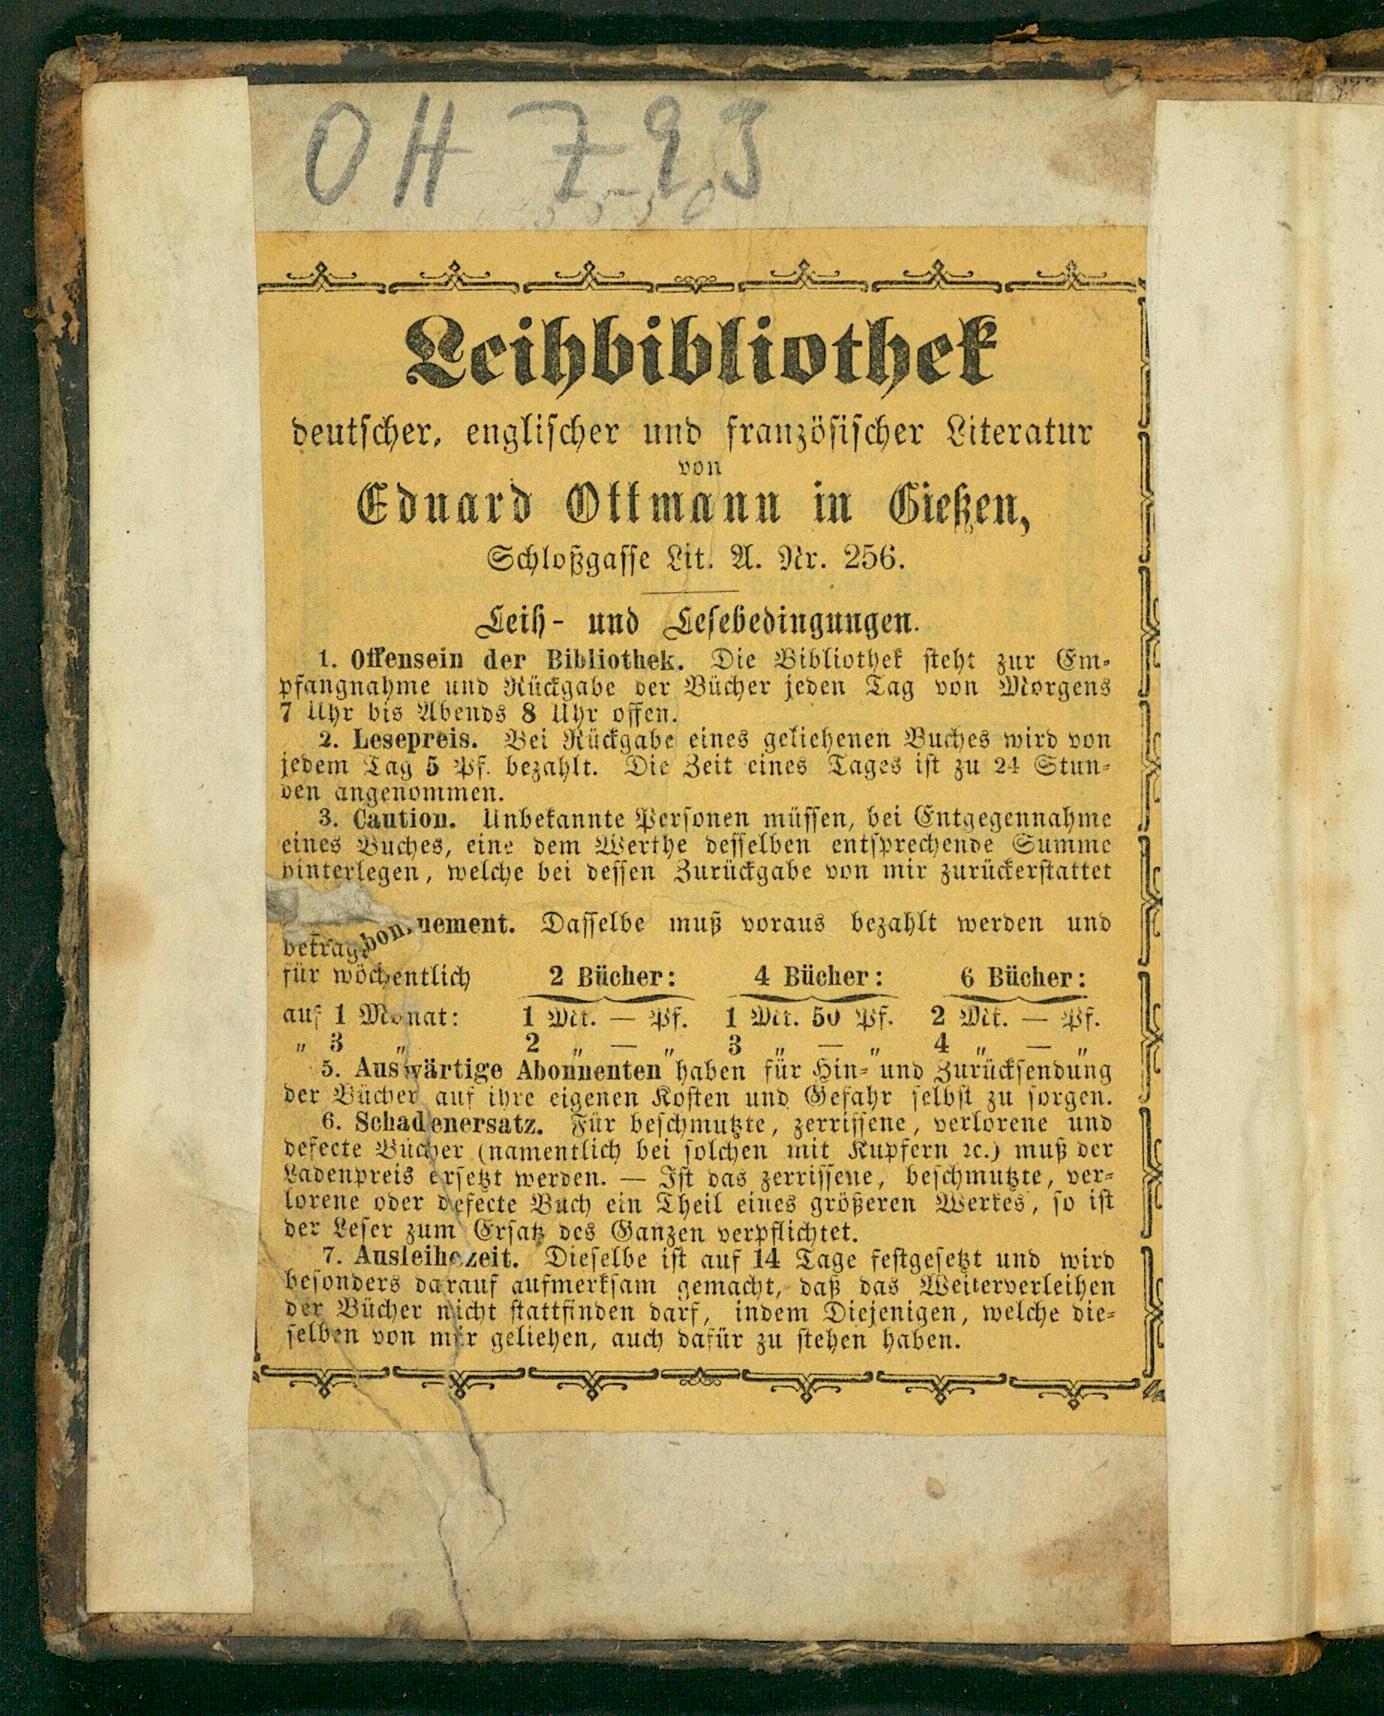 OH 7-23
Leihbibliothek
deutscher, englischer und französischer Literatur
von
Eduard Ottmann in Gießen,
Schloßgasse Lit. A. Nr. 256.
Leih- und Lesebedingungen.
1. Offensein der Bibliothek. Die Bibliothek steht zur Em-
pfangnahme und Rückgabe der Bücher jeden Tag von Morgens
7 Uhr bis Abends 8 Uhr offen.
2. Lesepreis. Bei Rückgabe eines geliehenen Buches wird von
jedem Tag 5 Pf. bezahlt. Die Zeit eines Tages ist zu 24 Stun-
den angenommen.
3. Caution. Unbekannte Personen müssen, bei Entgegennahme
eines Buches, eine dem Werthe desselben entsprechende Summe
hinterlegen, welche bei dessen Zurückgabe von mir zurückerstattet
bonnement. Dasselbe muß voraus bezahlt werden und
beträgt
für wöchentlich 2 Bücher: 4 Bücher: 6 Bücher:
auf 1 Monat: 1 Mk. — Pf. 1 Mk. 50 Pf. 2 Mk. — Pf.
„ 3 „ 2 „ — „ 3 „ — „ 4 „ — „
5. Auswärtige Abonnenten haben für Hin- und Zurücksendung
der Bücher auf ihre eigenen Kosten und Gefahr selbst zu sorgen.
6. Schadenersatz. Für beschmutzte, zerrissene, verlorene und
defecte Bücher (namentlich bei solchen mit Kupfern ꝛc.) muß der
Ladenpreis ersetzt werden. — Ist das zerrissene, beschmutzte, ver-
lorene oder defecte Buch ein Theil eines größeren Werkes, so ist
der Leser zum Ersatz des Ganzen verpflichtet.
7. Ausleihezeit. Dieselbe ist auf 14 Tage festgesetzt und wird
besonders darauf aufmerksam gemacht, daß das Weiterverleihen
der Bücher nicht stattfinden darf, indem Diejenigen, welche die-
selben von mir geliehen, auch dafür zu stehen haben.